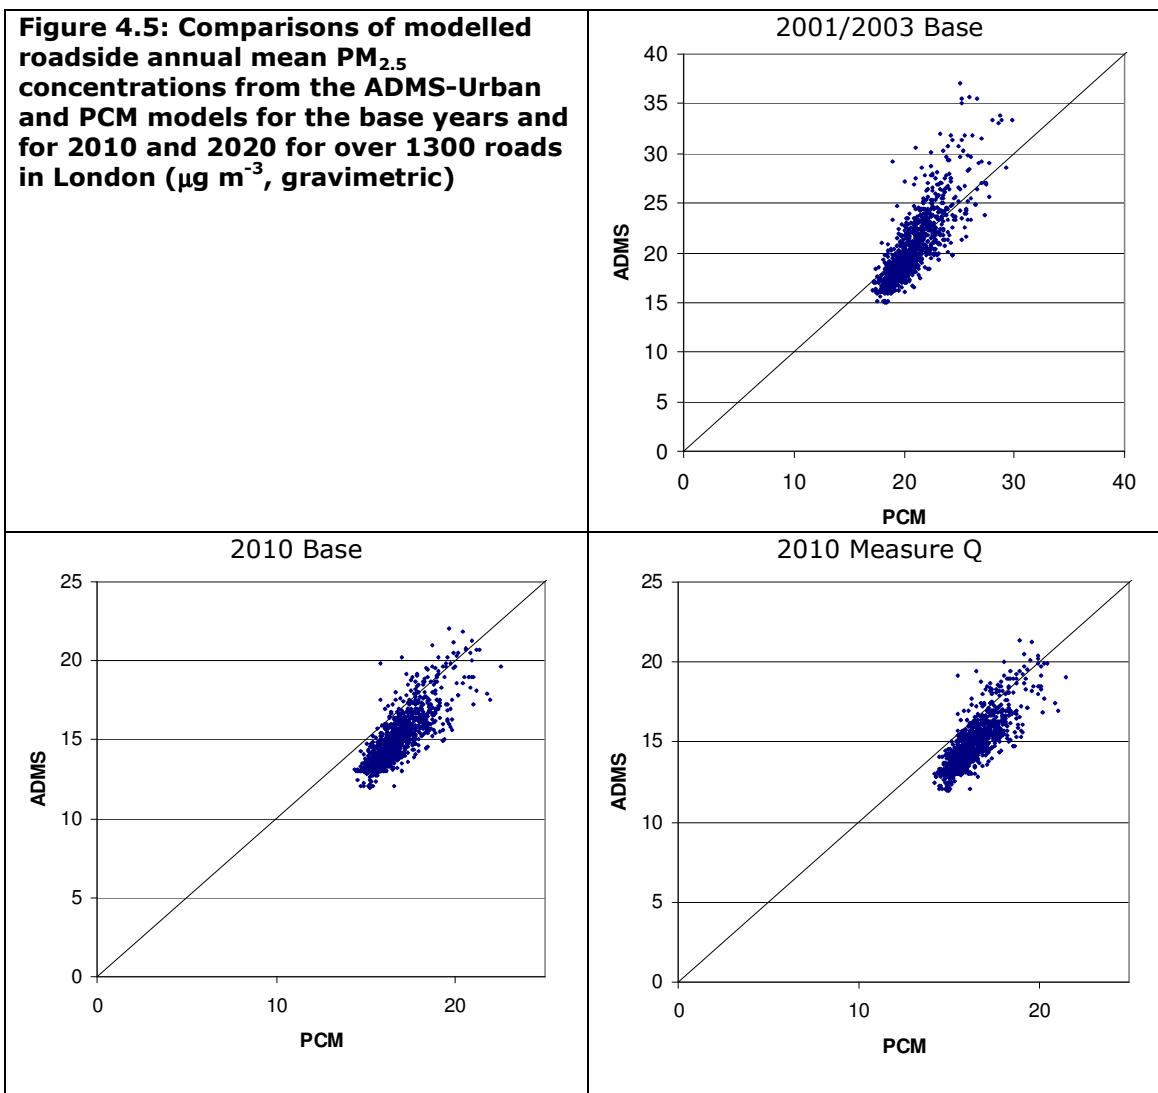 Figure 4.5: Comparisons of modelled
roadside annual mean PM2.5
concentrations from the ADMS-Urban
and PCM models for the base years and
for 2010 and 2020 for over 1300 roads
in London (μg m-3, gravimetric)
2001/2003 Base
40
35
30
25
20
15
10
5
0
ADMS
0 10 20 30 40
PCM
2010 Base
25
20
15
10
5
0
ADMS
0 10 20
PCM
2010 Measure Q
25
20
15
10
5
0
ADMS
0 10 20
PCM